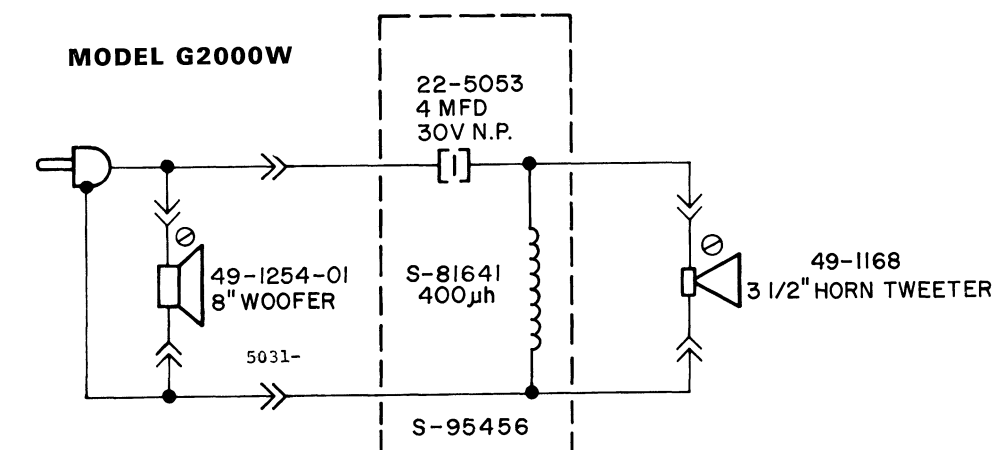 MODEL G2000W
22-5053
4 MFD
30V N.P.
49-1254-01
8" WOOFER
S-81641
400µh
49-1168
3 1/2" HORN TWEETER
5031-
S-95456